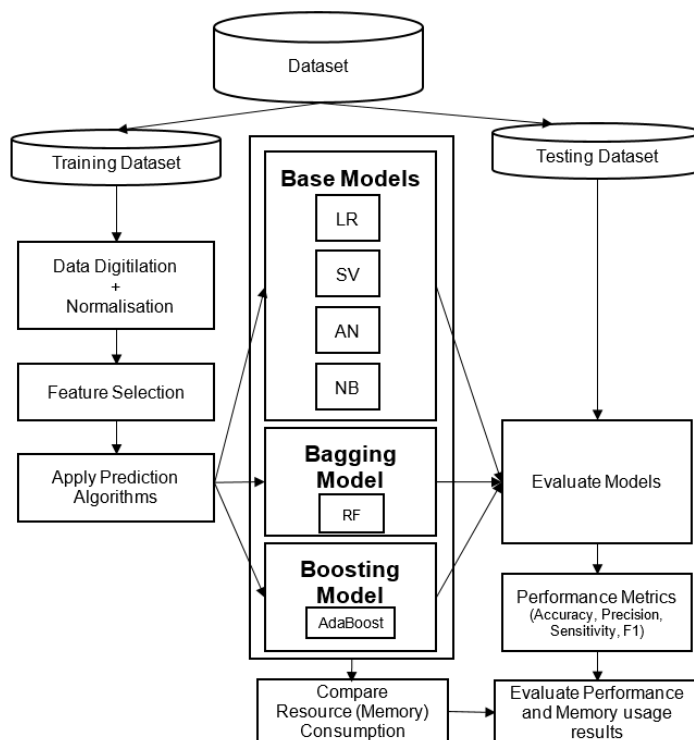 Dataset
Training Dataset
Testing Dataset
Data Digitilation
+
Normalisation
Feature Selection
Apply Prediction
Algorithms
Base Models
LR
SV
AN
NB
Bagging
Model
RF
Boosting
Model
AdaBoost
Evaluate Models
Performance Metrics
(Accuracy, Precision,
Sensitivity, F1)
Compare
Resource (Memory)
Consumption
Evaluate Performance
and Memory usage
results